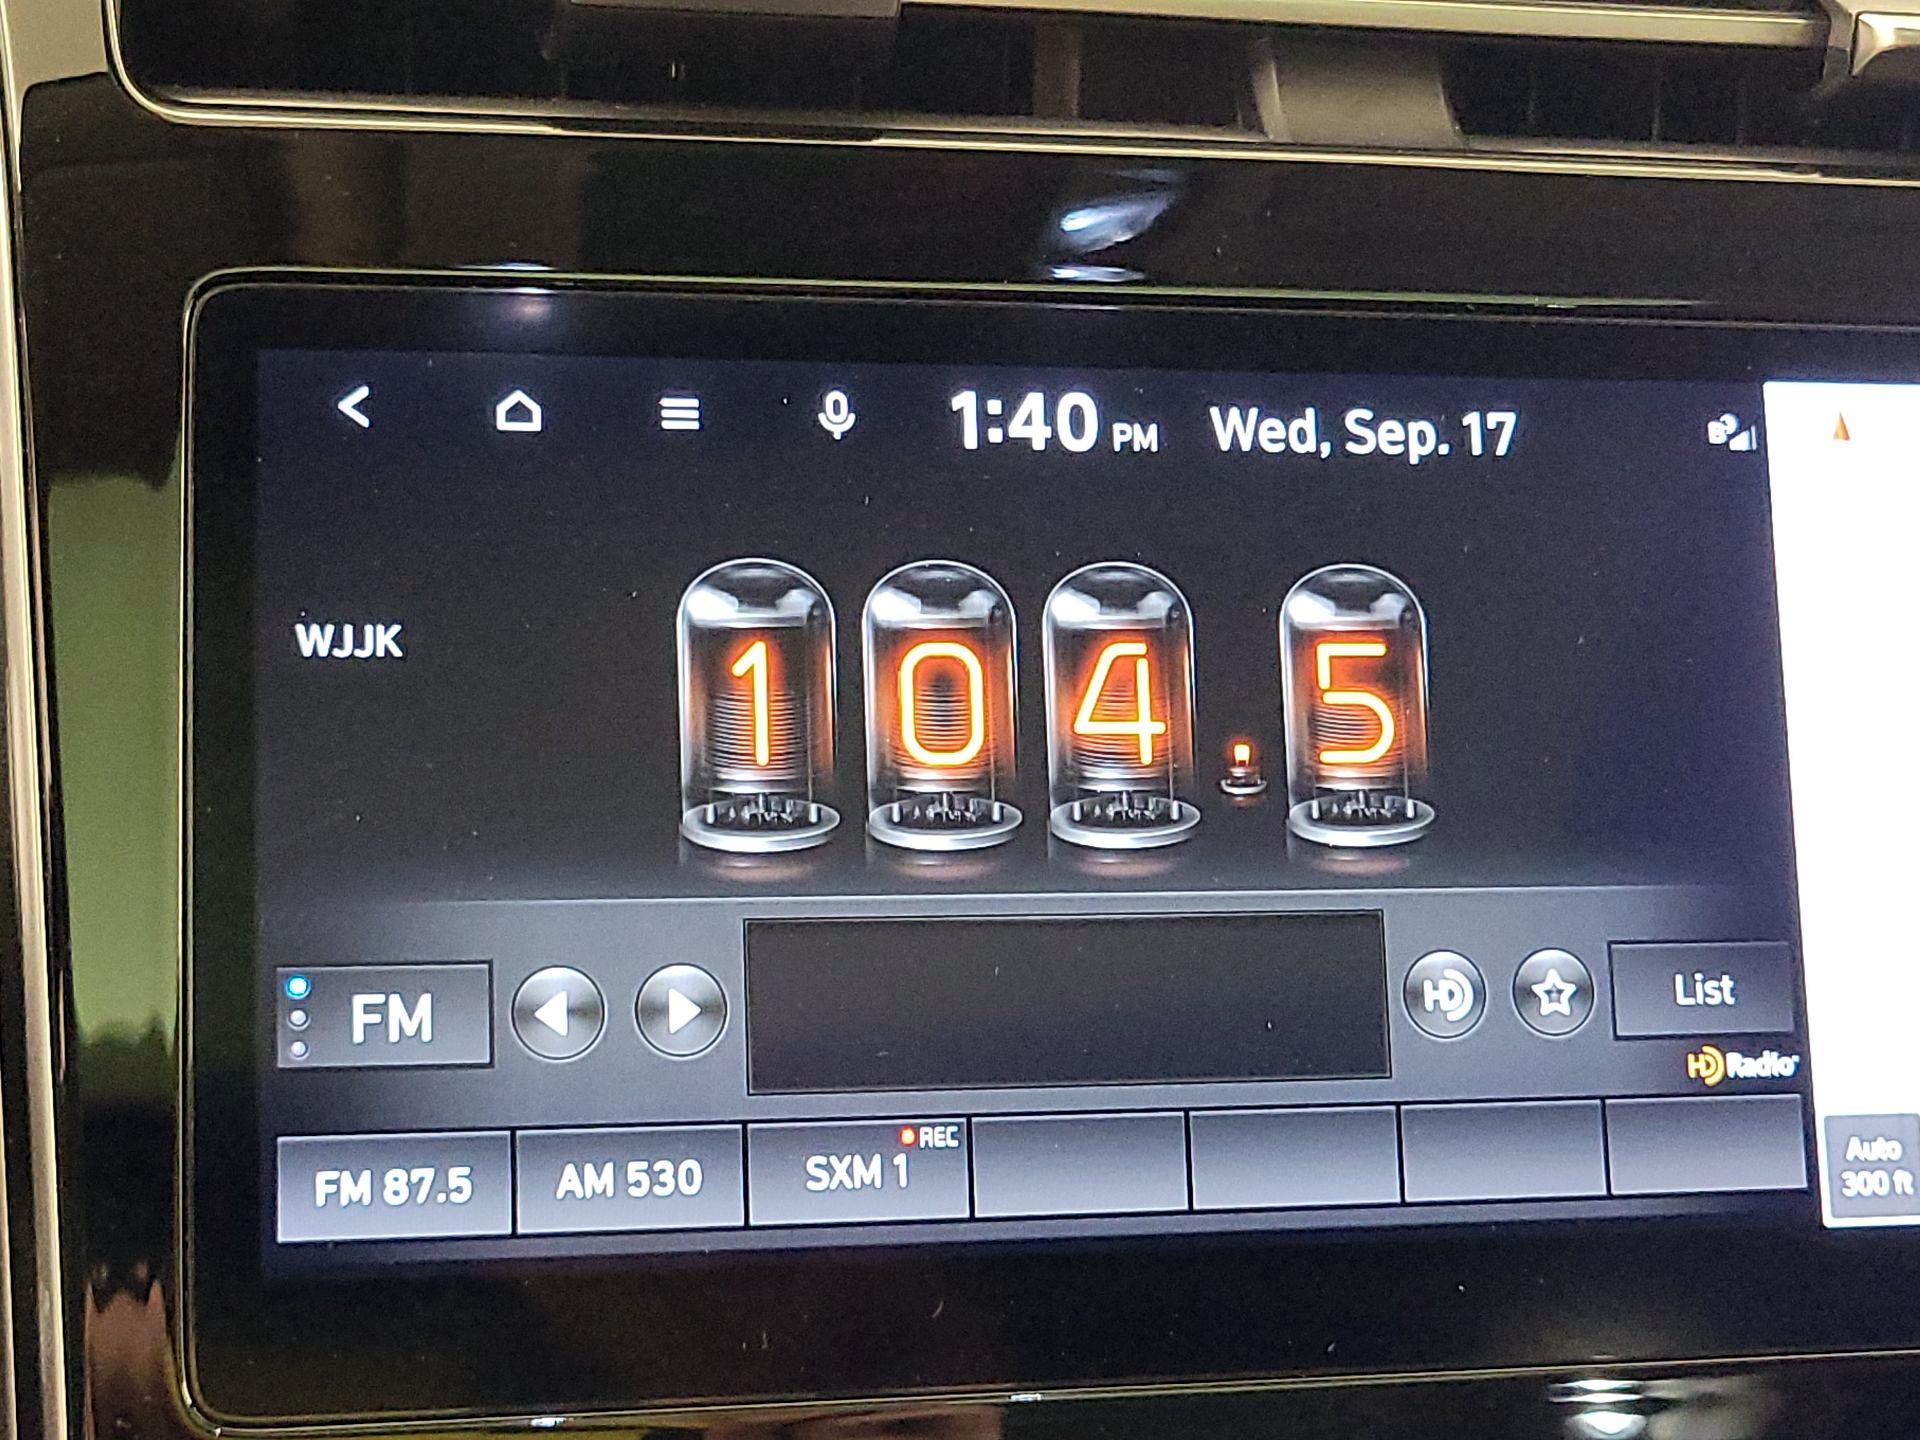 1:40 PM Wed, Sep. 17
WJJK
104.5
FM
HD
List
HD Radio
FM 87.5
AM 530
REC
SXM 1
Auto
300 ft